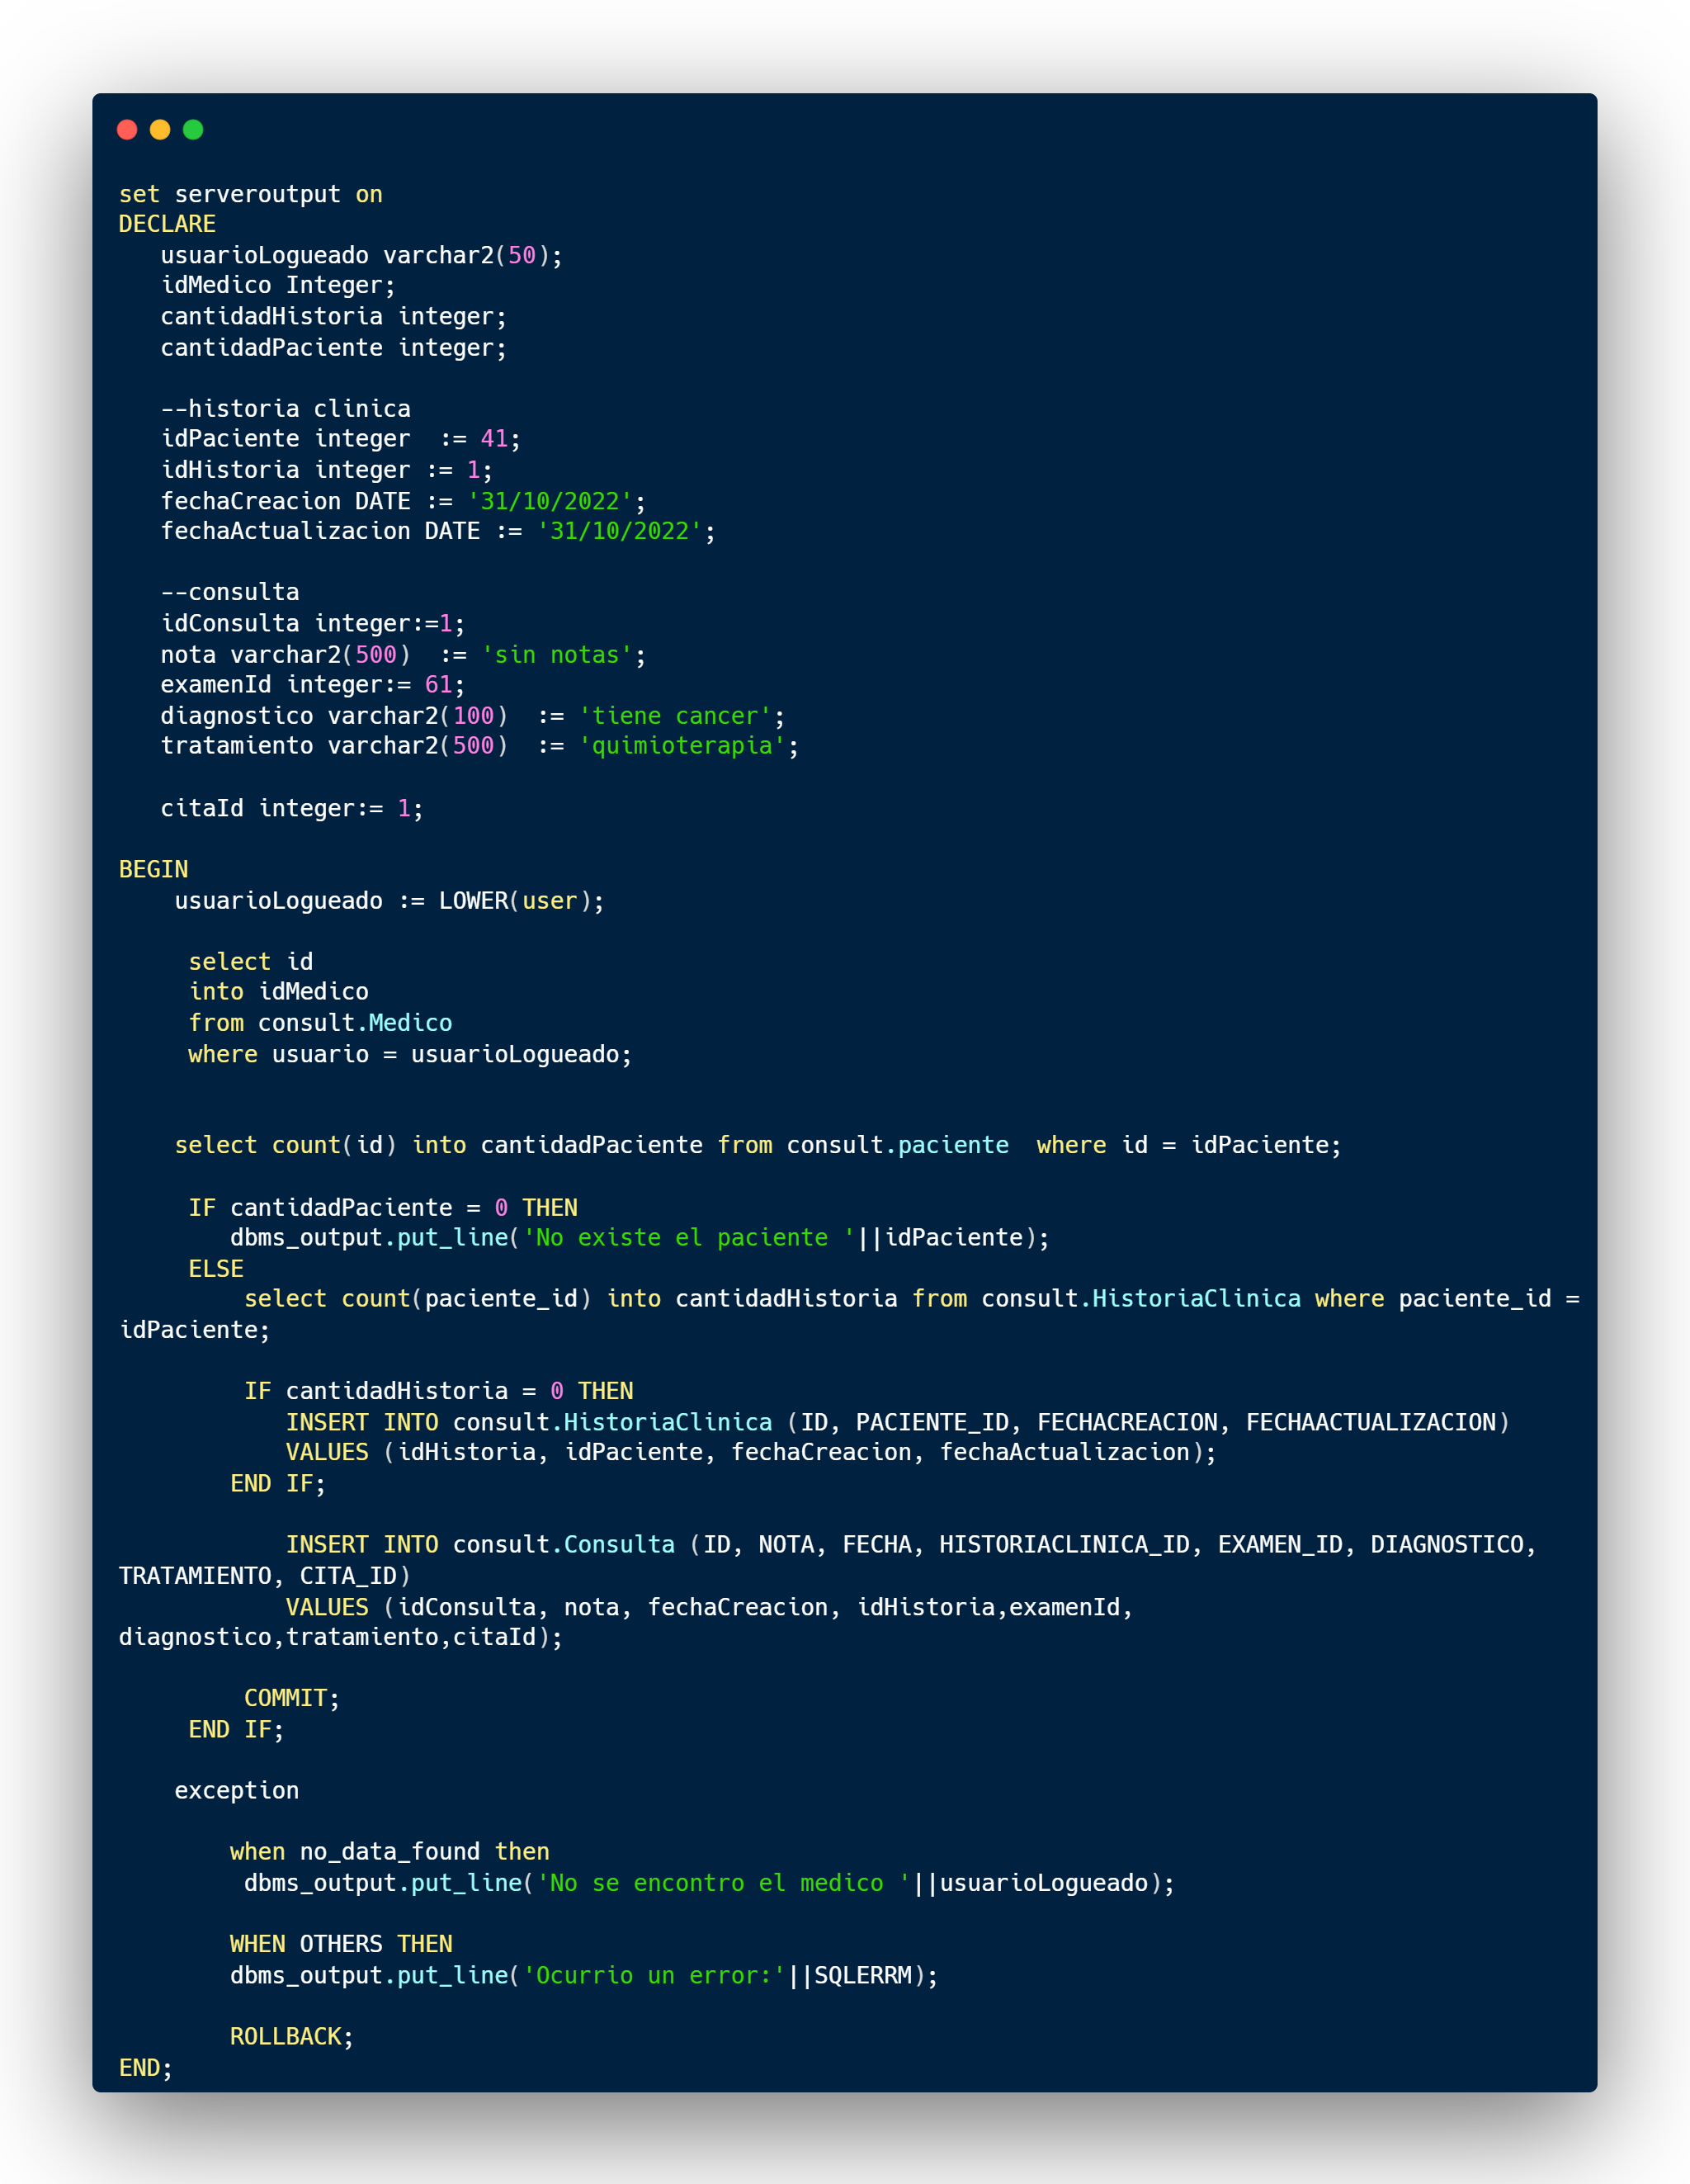 set serveroutput on
DECLARE
   usuarioLogueado varchar2(50);
   idMedico Integer;
   cantidadHistoria integer;
   cantidadPaciente integer;

   --historia clinica
   idPaciente integer  := 41;
   idHistoria integer := 1;
   fechaCreacion DATE := '31/10/2022';
   fechaActualizacion DATE := '31/10/2022';

   --consulta
   idConsulta integer:=1;
   nota varchar2(500)  := 'sin notas';
   examenId integer:= 61;
   diagnostico varchar2(100)  := 'tiene cancer';
   tratamiento varchar2(500)  := 'quimioterapia';

   citaId integer:= 1;

BEGIN
    usuarioLogueado := LOWER(user);

     select id
     into idMedico
     from consult.Medico
     where usuario = usuarioLogueado;


    select count(id) into cantidadPaciente from consult.paciente  where id = idPaciente;

     IF cantidadPaciente = 0 THEN
        dbms_output.put_line('No existe el paciente '||idPaciente);
     ELSE
         select count(paciente_id) into cantidadHistoria from consult.HistoriaClinica where paciente_id =
idPaciente;

         IF cantidadHistoria = 0 THEN
            INSERT INTO consult.HistoriaClinica (ID, PACIENTE_ID, FECHACREACION, FECHAACTUALIZACION)
            VALUES (idHistoria, idPaciente, fechaCreacion, fechaActualizacion);
        END IF;

            INSERT INTO consult.Consulta (ID, NOTA, FECHA, HISTORIACLINICA_ID, EXAMEN_ID, DIAGNOSTICO,
TRATAMIENTO, CITA_ID)
            VALUES (idConsulta, nota, fechaCreacion, idHistoria,examenId,
diagnostico,tratamiento,citaId);

         COMMIT;
     END IF;

    exception

        when no_data_found then
         dbms_output.put_line('No se encontro el medico '||usuarioLogueado);

        WHEN OTHERS THEN
        dbms_output.put_line('Ocurrio un error:'||SQLERRM);

        ROLLBACK;
END;